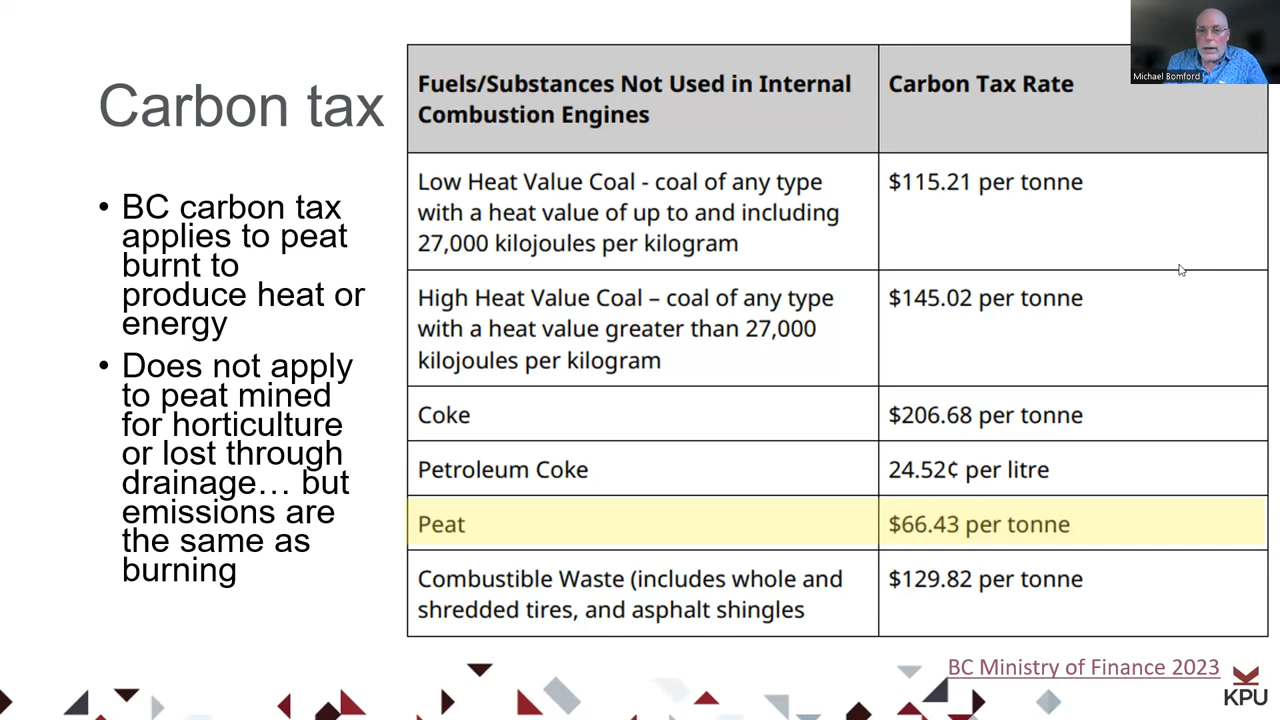 Carbon tax
• BC carbon tax
applies to peat
burnt to
produce heat or
energy
• Does not apply
to peat mined
for horticulture
or lost through
drainage… but
emissions are
the same as
burning
Fuels/Substances Not Used in Internal
Combustion Engines
Carbon Tax Rate
Low Heat Value Coal - coal of any type
with a heat value of up to and including
27,000 kilojoules per kilogram
$115.21 per tonne
High Heat Value Coal – coal of any type
with a heat value greater than 27,000
kilojoules per kilogram
$145.02 per tonne
Coke
$206.68 per tonne
Petroleum Coke
24.52¢ per litre
Peat
$66.43 per tonne
Combustible Waste (includes whole and
shredded tires, and asphalt shingles
$129.82 per tonne
Michael Bomford
BC Ministry of Finance 2023
KPU